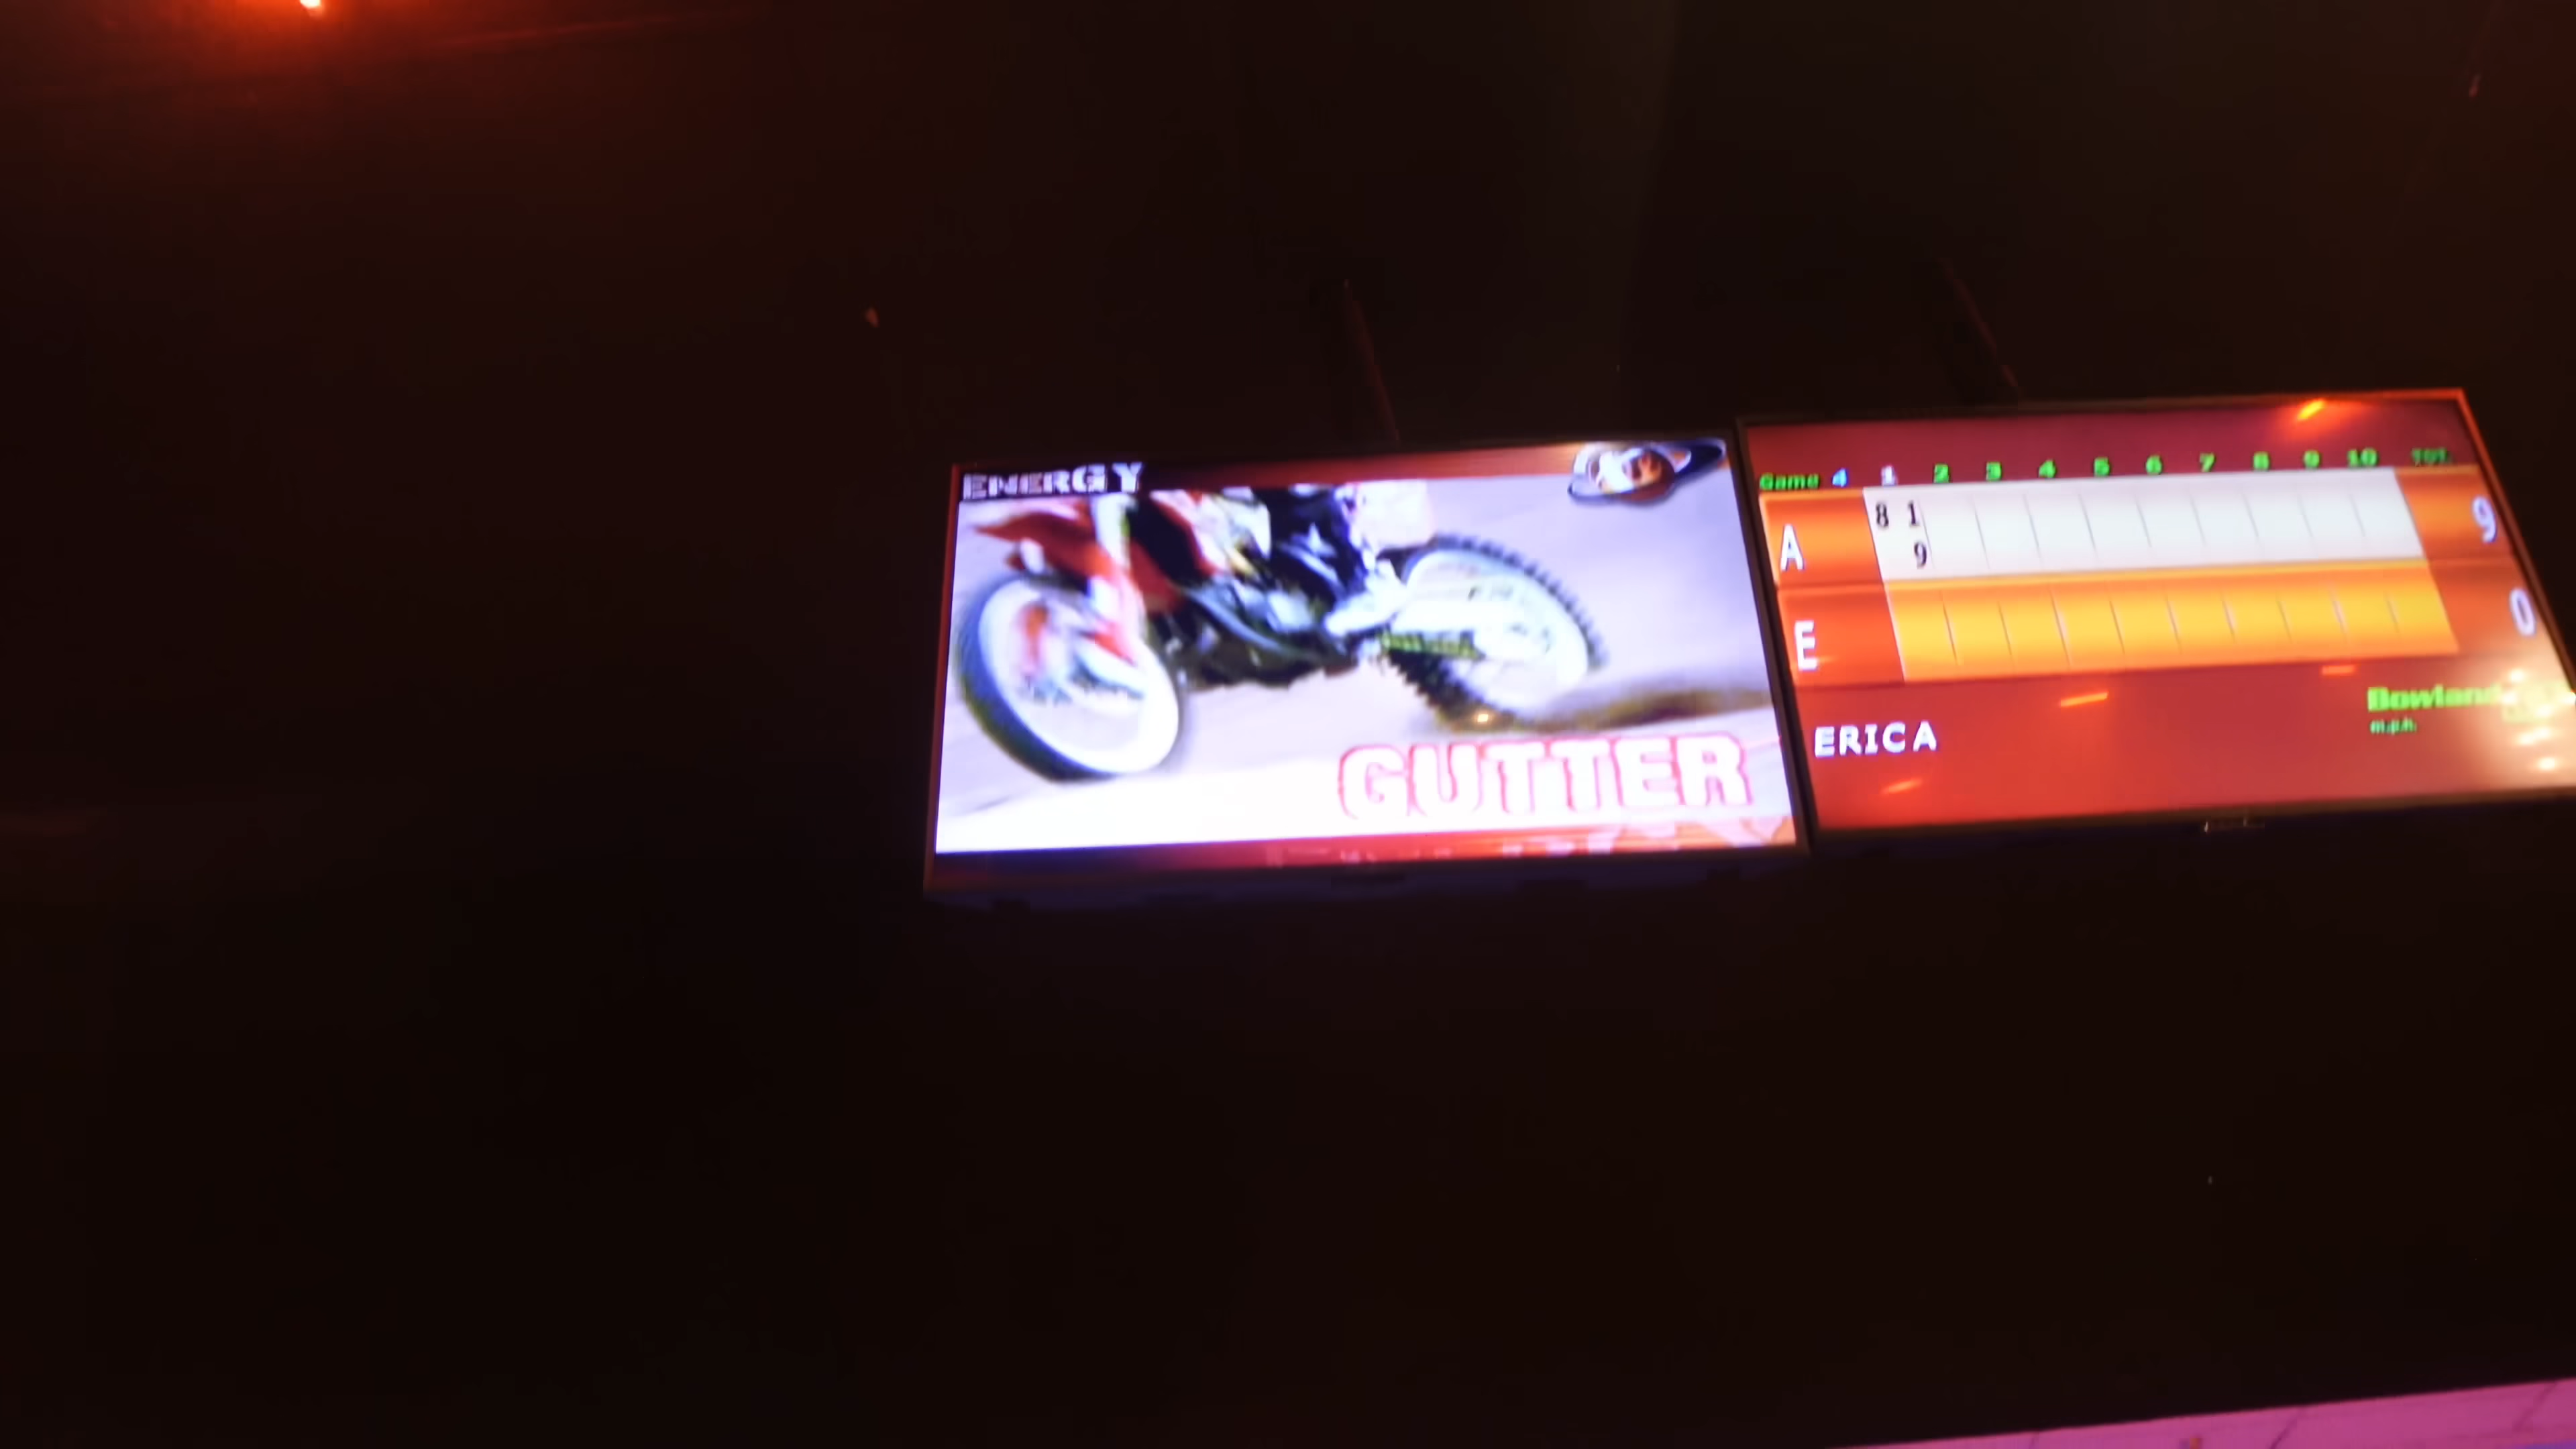 ENERGY
GUTTER
Game 4 1 2 3 4 5 6 7 8 9 10 TOT.
A 8 1 9
9
E 0
ERICA
m.p.h.